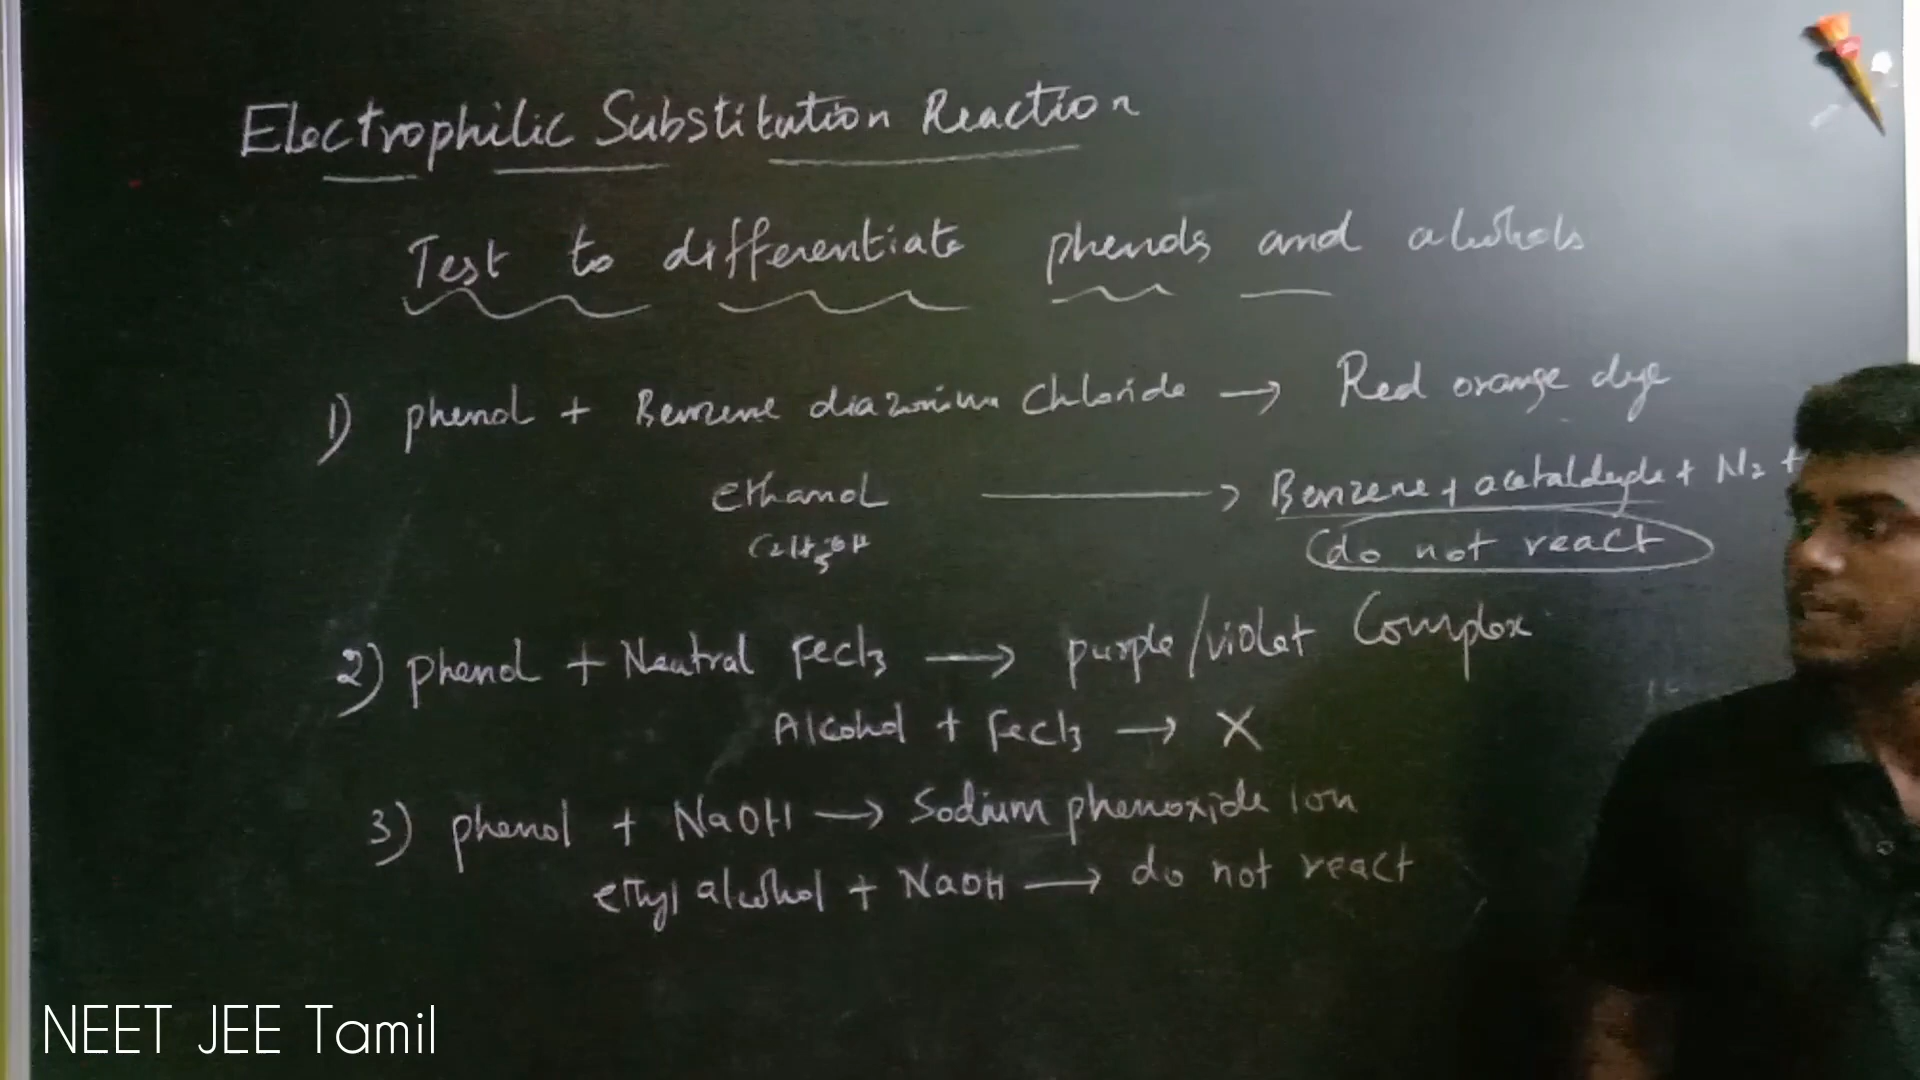 Electrophilic Substitution Reaction
Test to differentiate phenols and alcohols
1) phenol + Benzene diazonium chloride → Red orange dye
ethanol → Benzene + acetaldehyde + N2 +
C2H5OH (do not react)
2) phenol + Neutral FeCl3 → purple/violet Complex
Alcohol + FeCl3 → X
3) phenol + NaOH → Sodium phenoxide ion
ethyl alcohol + NaOH → do not react
NEET JEE Tamil